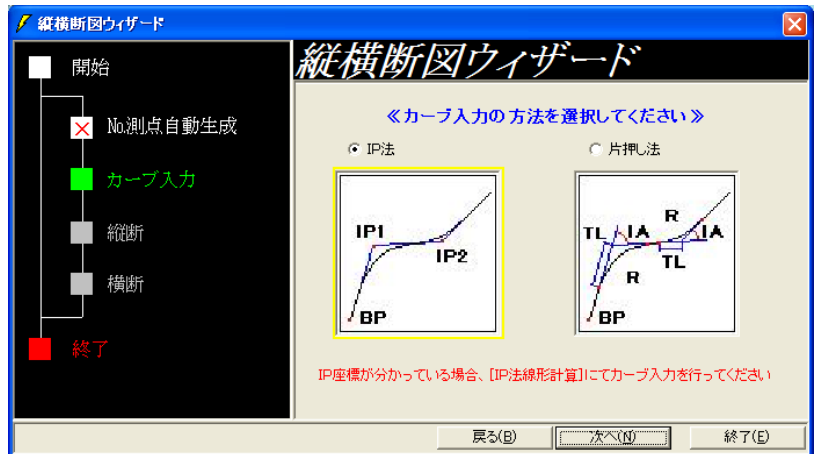 縦横断図ウィザード
開始
No.測点自動生成
カーブ入力
縦断
横断
終了
縦横断図ウィザード
≪カーブ入力の方法を選択してください≫
IP法
片押し法
IP1
IP2
BP
TL
IA
R
IA
TL
R
BP
IP座標が分かっている場合、[IP法線形計算]にてカーブ入力を行ってください
戻る(B)
次へ(N)
終了(E)